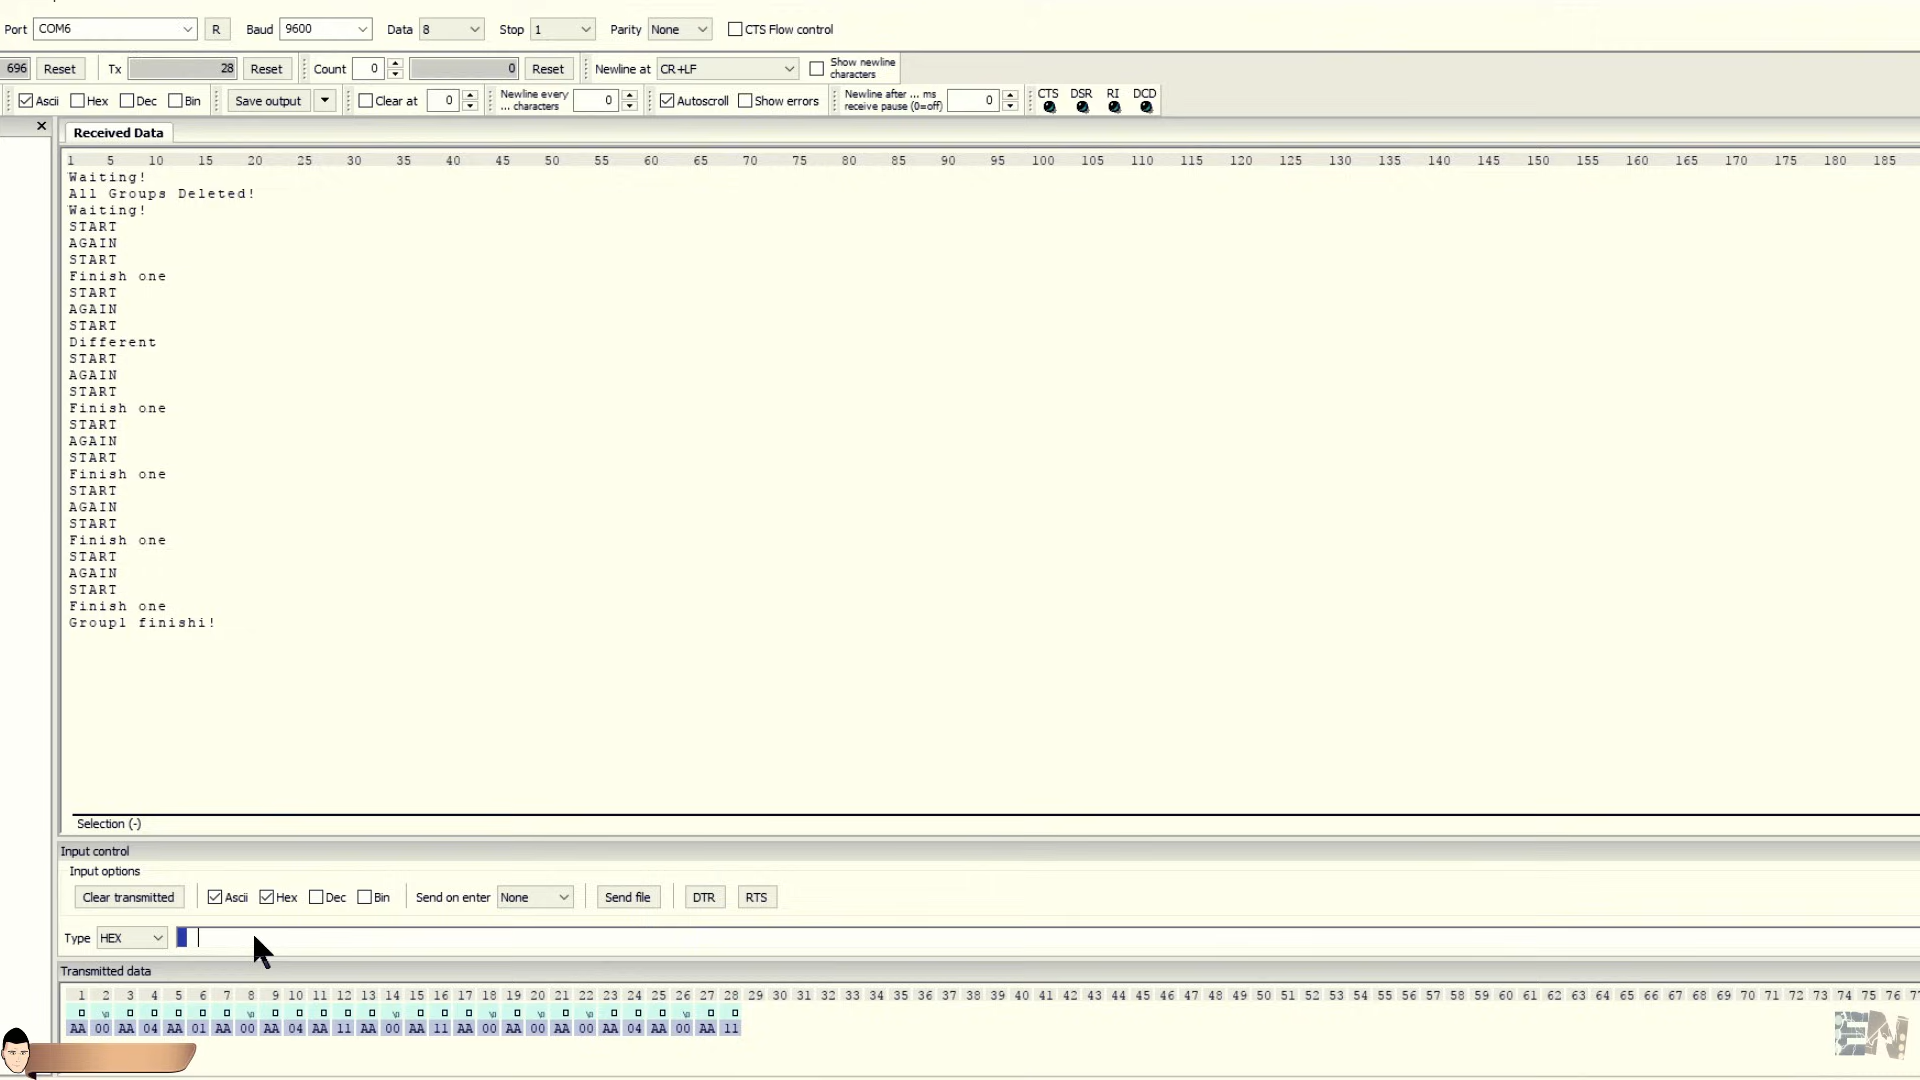 Port COM6 R Baud 9600 Data 8 Stop 1 Parity None CTS Flow control
696 Reset Tx 28 Reset Count 0 0 Reset Newline at CR+LF Show newline characters
Ascii Hex Dec Bin Save output Clear at 0 Newline every ... characters 0 Autoscroll Show errors Newline after ... ms receive pause (0=off) 0 CTS DSR RI DCD
Received Data
1 5 10 15 20 25 30 35 40 45 50 55 60 65 70 75 80 85 90 95 100 105 110 115 120 125 130 135 140 145 150 155 160 165 170 175 180 185
Waiting!
All Groups Deleted!
Waiting!
START
AGAIN
START
Finish one
START
AGAIN
START
Different
START
AGAIN
START
Finish one
START
AGAIN
START
Finish one
START
AGAIN
START
Finish one
START
AGAIN
START
Finish one
Group1 finishi!
Selection (-)
Input control
Input options
Clear transmitted Ascii Hex Dec Bin Send on enter None Send file DTR RTS
Type HEX
Transmitted data
1 2 3 4 5 6 7 8 9 10 11 12 13 14 15 16 17 18 19 20 21 22 23 24 25 26 27 28 29 30 31 32 33 34 35 36 37 38 39 40 41 42 43 44 45 46 47 48 49 50 51 52 53 54 55 56 57 58 59 60 61 62 63 64 65 66 67 68 69 70 71 72 73 74 75 76
AA 00 AA 04 AA 01 AA 00 AA 04 AA 11 AA 00 AA 11 AA 00 AA 00 AA 00 AA 04 AA 00 AA 11
EN